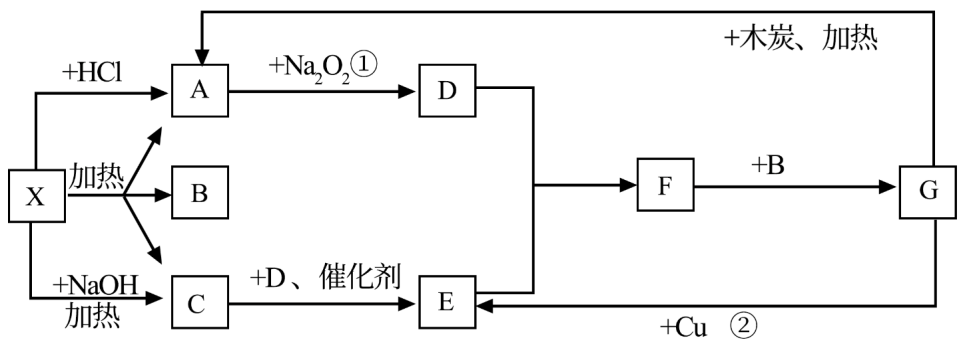 +木炭、加热
+HCl
A
+Na₂O₂①
D
加热
X
B
F
+B
G
+NaOH
加热
C
+D、催化剂
E
+Cu ②